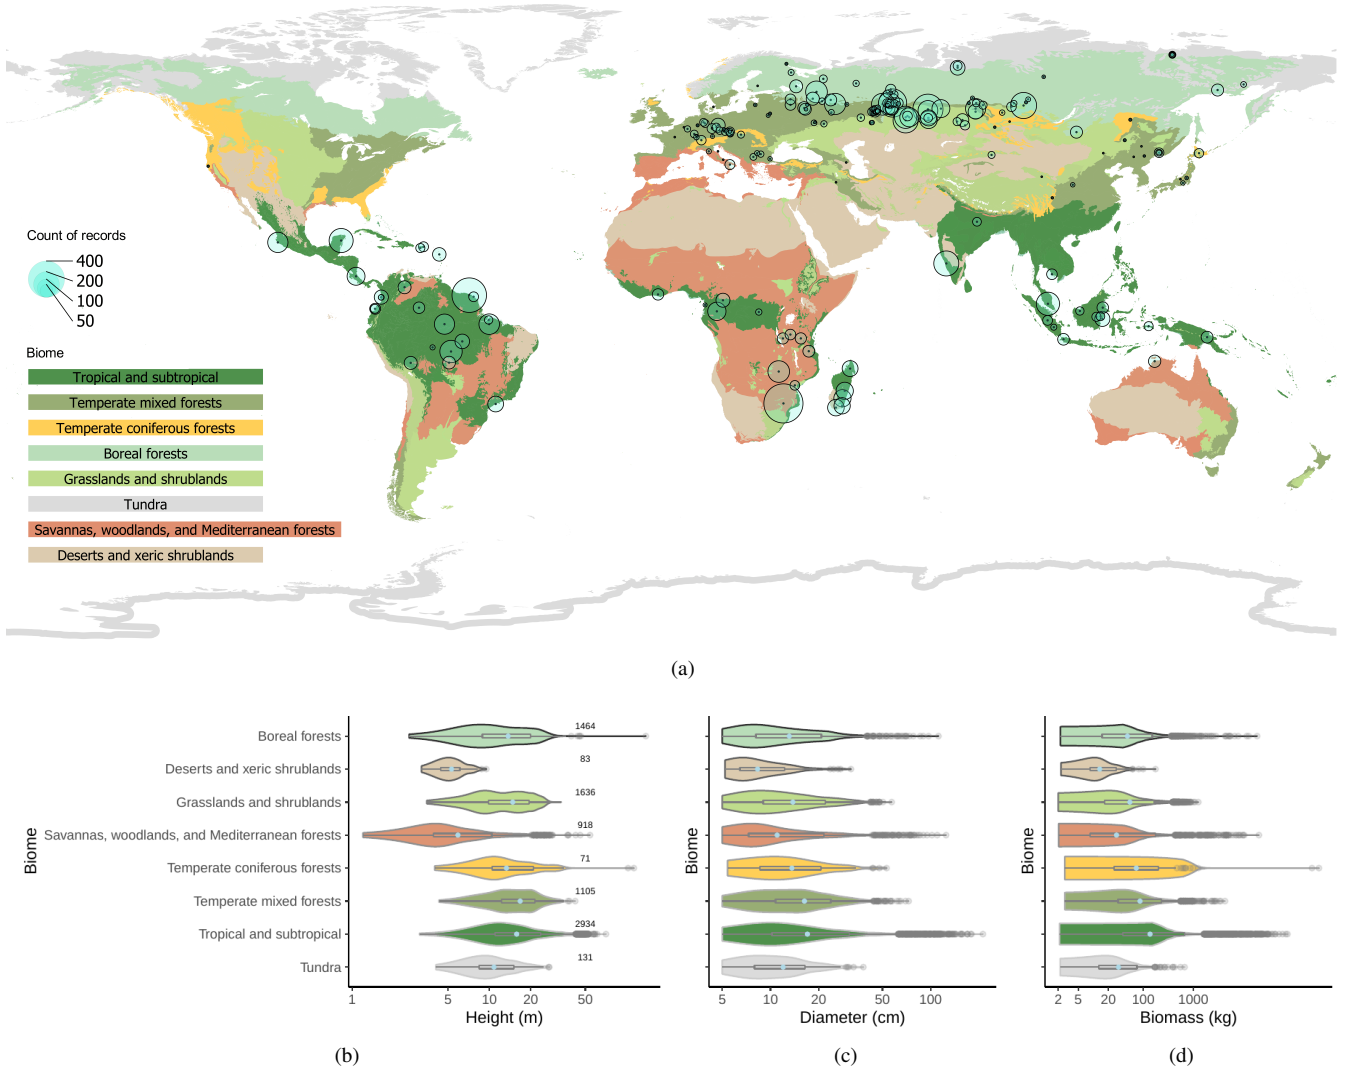 Count of records
400
200
100
50
Biome
Tropical and subtropical
Temperate mixed forests
Temperate coniferous forests
Boreal forests
Grasslands and shrublands
Tundra
Savannas, woodlands, and Mediterranean forests
Deserts and xeric shrublands
(a)
Biome
Boreal forests
Deserts and xeric shrublands
Grasslands and shrublands
Savannas, woodlands, and Mediterranean forests
Temperate coniferous forests
Temperate mixed forests
Tropical and subtropical
Tundra
1464
83
1636
918
71
1105
2934
131
1 5 10 20 50
Height (m)
(b)
Biome
5 10 20 50 100
Diameter (cm)
(c)
Biome
2 5 20 100 1000
Biomass (kg)
(d)